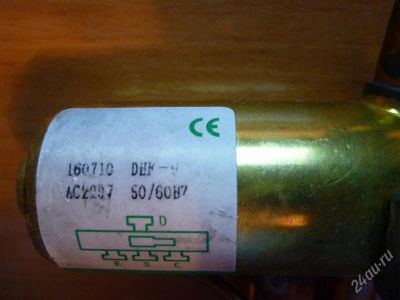 CE
160710 DHF-
AC220V 50/60HZ
D
E S C
24au.ru